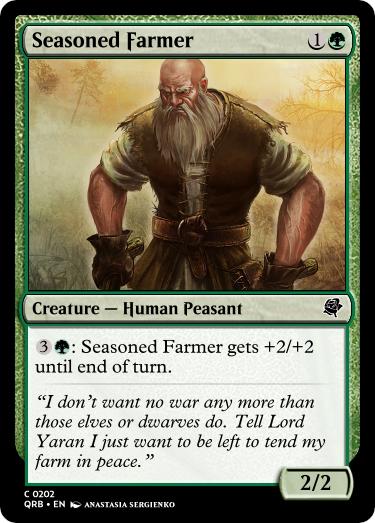 Seasoned Farmer 1
Creature — Human Peasant
3 : Seasoned Farmer gets +2/+2
until end of turn.
“I don't want no war any more than
those elves or dwarves do. Tell Lord
Yaran I just want to be left to tend my
farm in peace.”
2/2
C 0202
QRB • EN ANASTASIA SERGIENKO